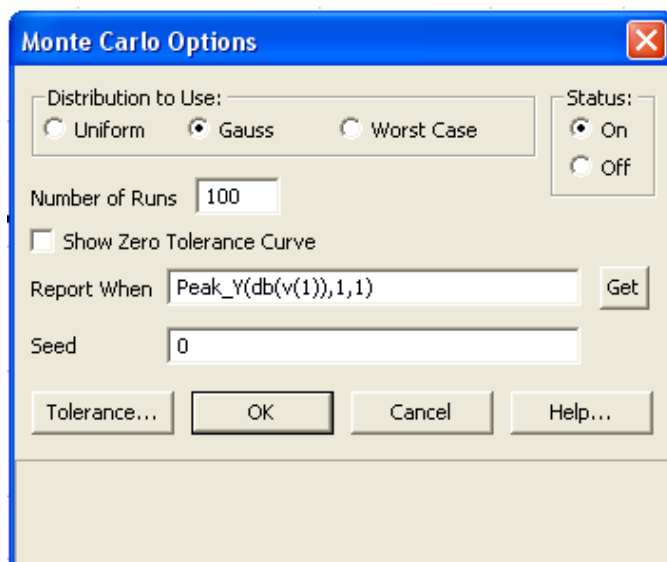 Monte Carlo Options
Distribution to Use:
Uniform Gauss Worst Case
Status:
On
Off
Number of Runs 100
Show Zero Tolerance Curve
Report When Peak_Y(db(v(1)),1,1) Get
Seed 0
Tolerance... OK Cancel Help...